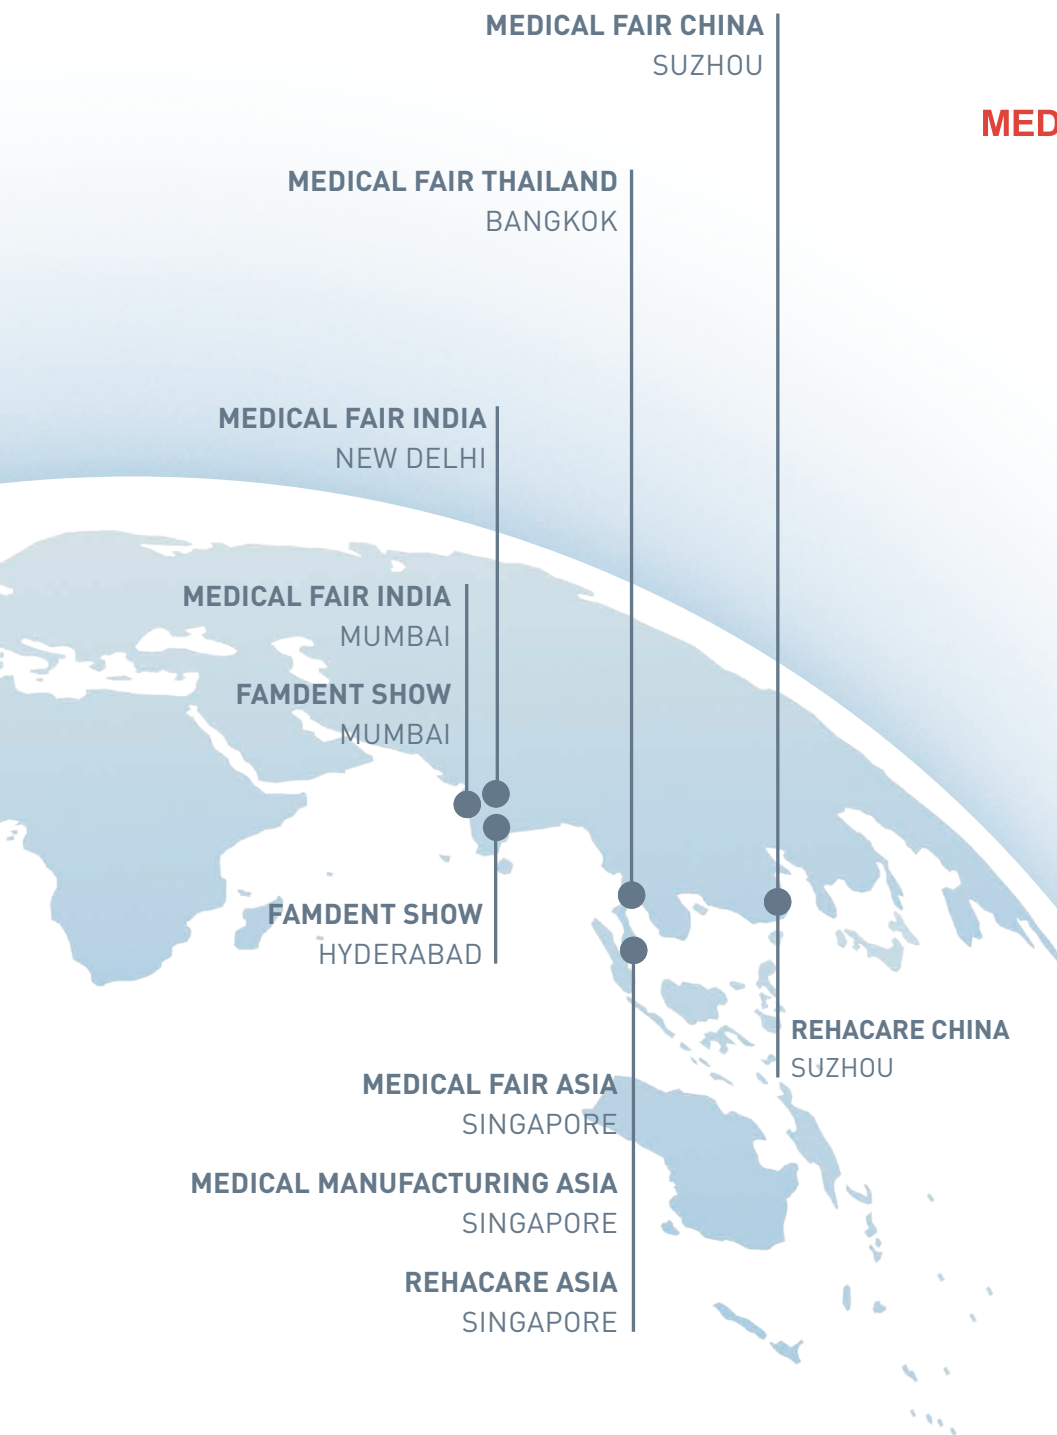 MEDICAL FAIR CHINA
SUZHOU
MED
MEDICAL FAIR THAILAND
BANGKOK
MEDICAL FAIR INDIA
NEW DELHI
MEDICAL FAIR INDIA
MUMBAI
FAMDENT SHOW
MUMBAI
FAMDENT SHOW
HYDERABAD
REHACARE CHINA
SUZHOU
MEDICAL FAIR ASIA
SINGAPORE
MEDICAL MANUFACTURING ASIA
SINGAPORE
REHACARE ASIA
SINGAPORE